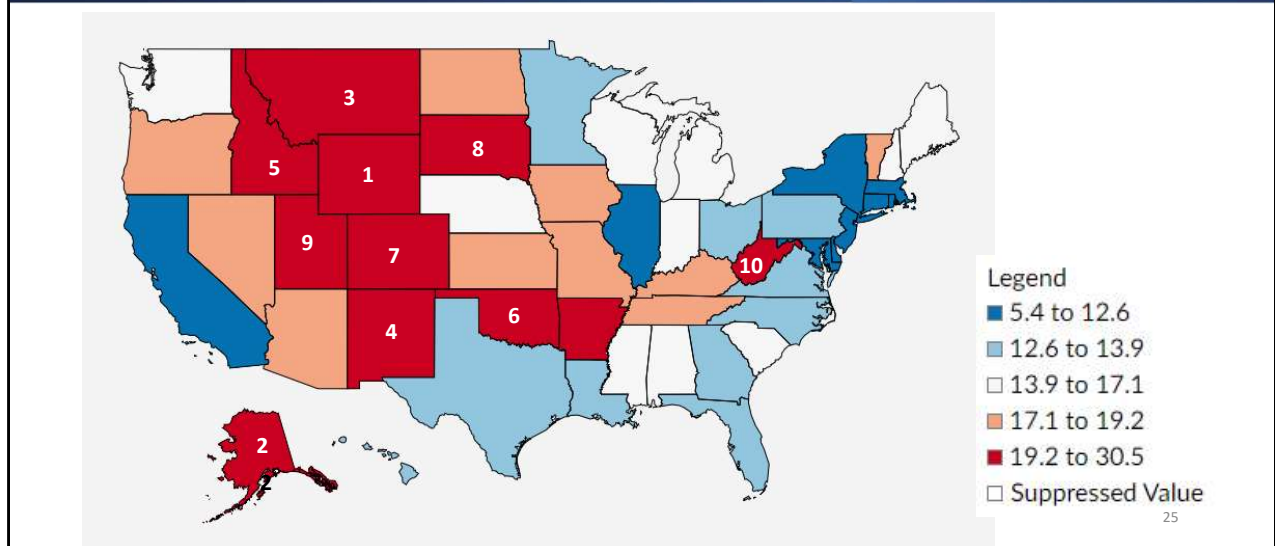 3
8
5
1
9
7
10
6
4
2
2
Legend
5.4 to 12.6
12.6 to 13.9
13.9 to 17.1
17.1 to 19.2
19.2 to 30.5
Suppressed Value
25